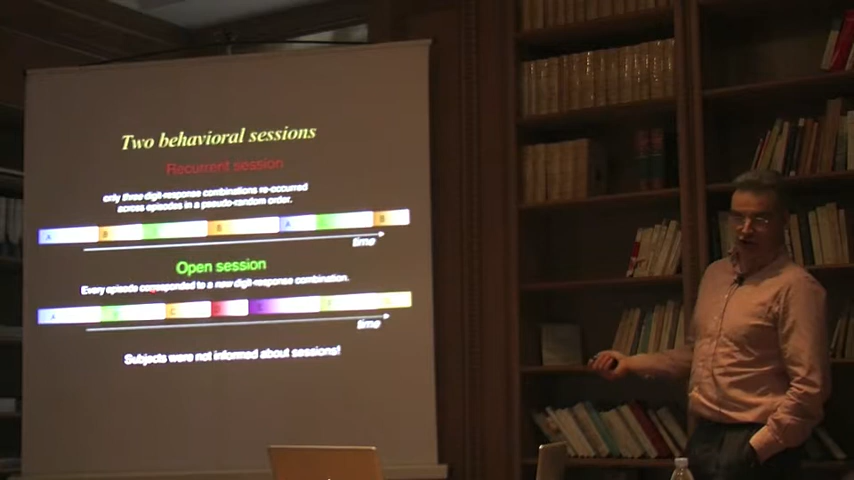 Two behavioral sessions
Recurrent session
only three digit-response combinations re-occurred
across episodes in a pseudo-random order.
A B C B A C B
time
Open session
Every episode corresponded to a new digit-response combination.
A B C D E F G
time
Subjects were not informed about sessions!